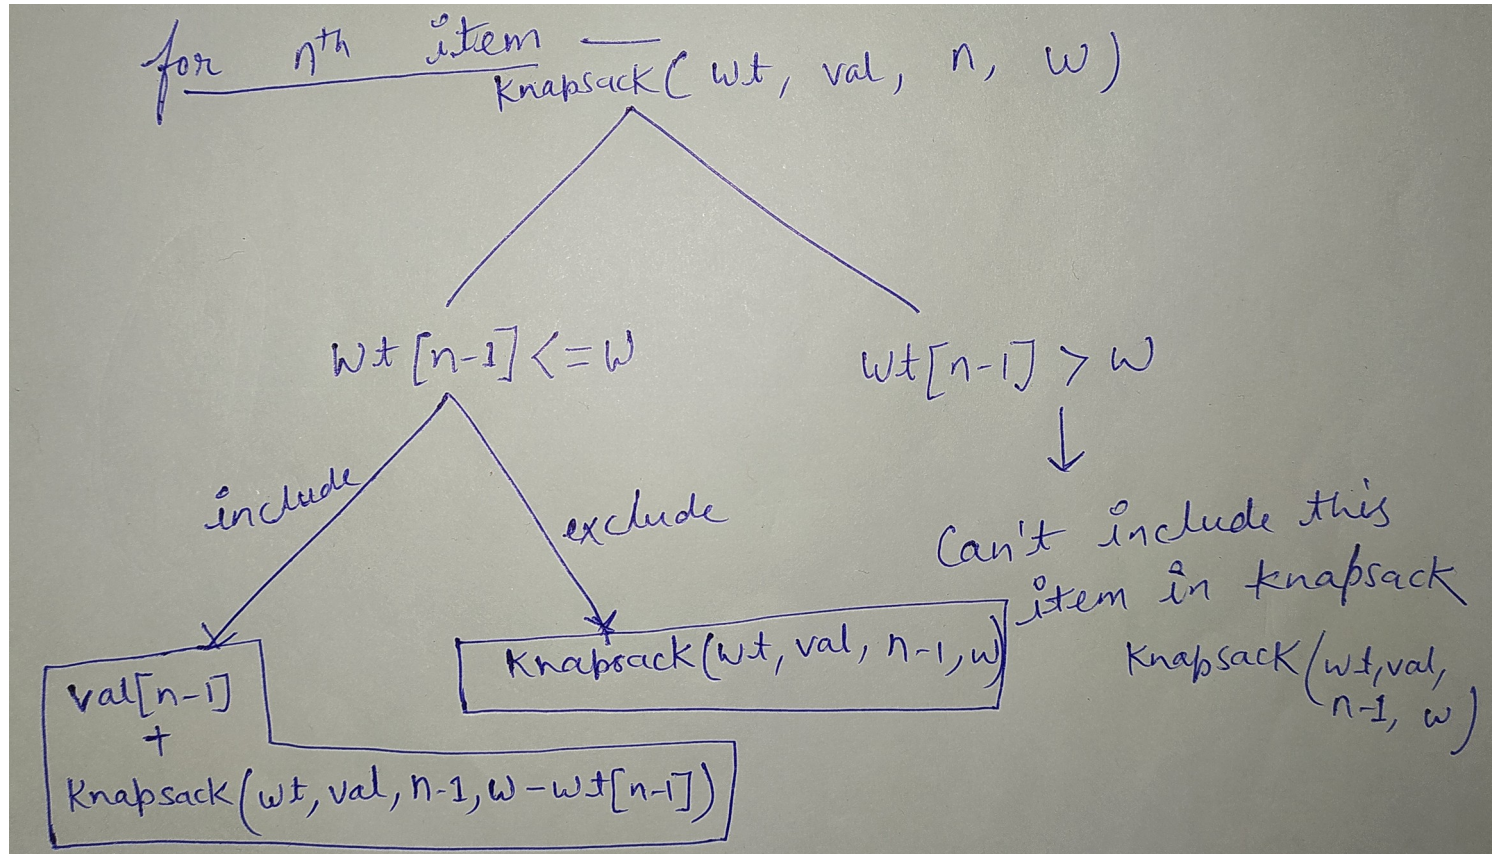 for nth item —
Knapsack( wt, val, n, W)
Wt[n-1]<=W
Wt[n-1] > W
include
exclude
Can't include this
item in knapsack
Knapsack(wt,val,
n-1, w)
Knapsack(wt, val, n-1,w)
val[n-1]
+
Knapsack(wt, val, n-1, w-wt[n-1])